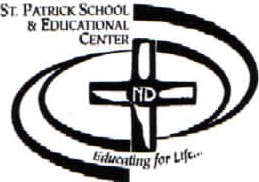 ST. PATRICK SCHOOL
& EDUCATIONAL
CENTER
ND
Educating for Life...